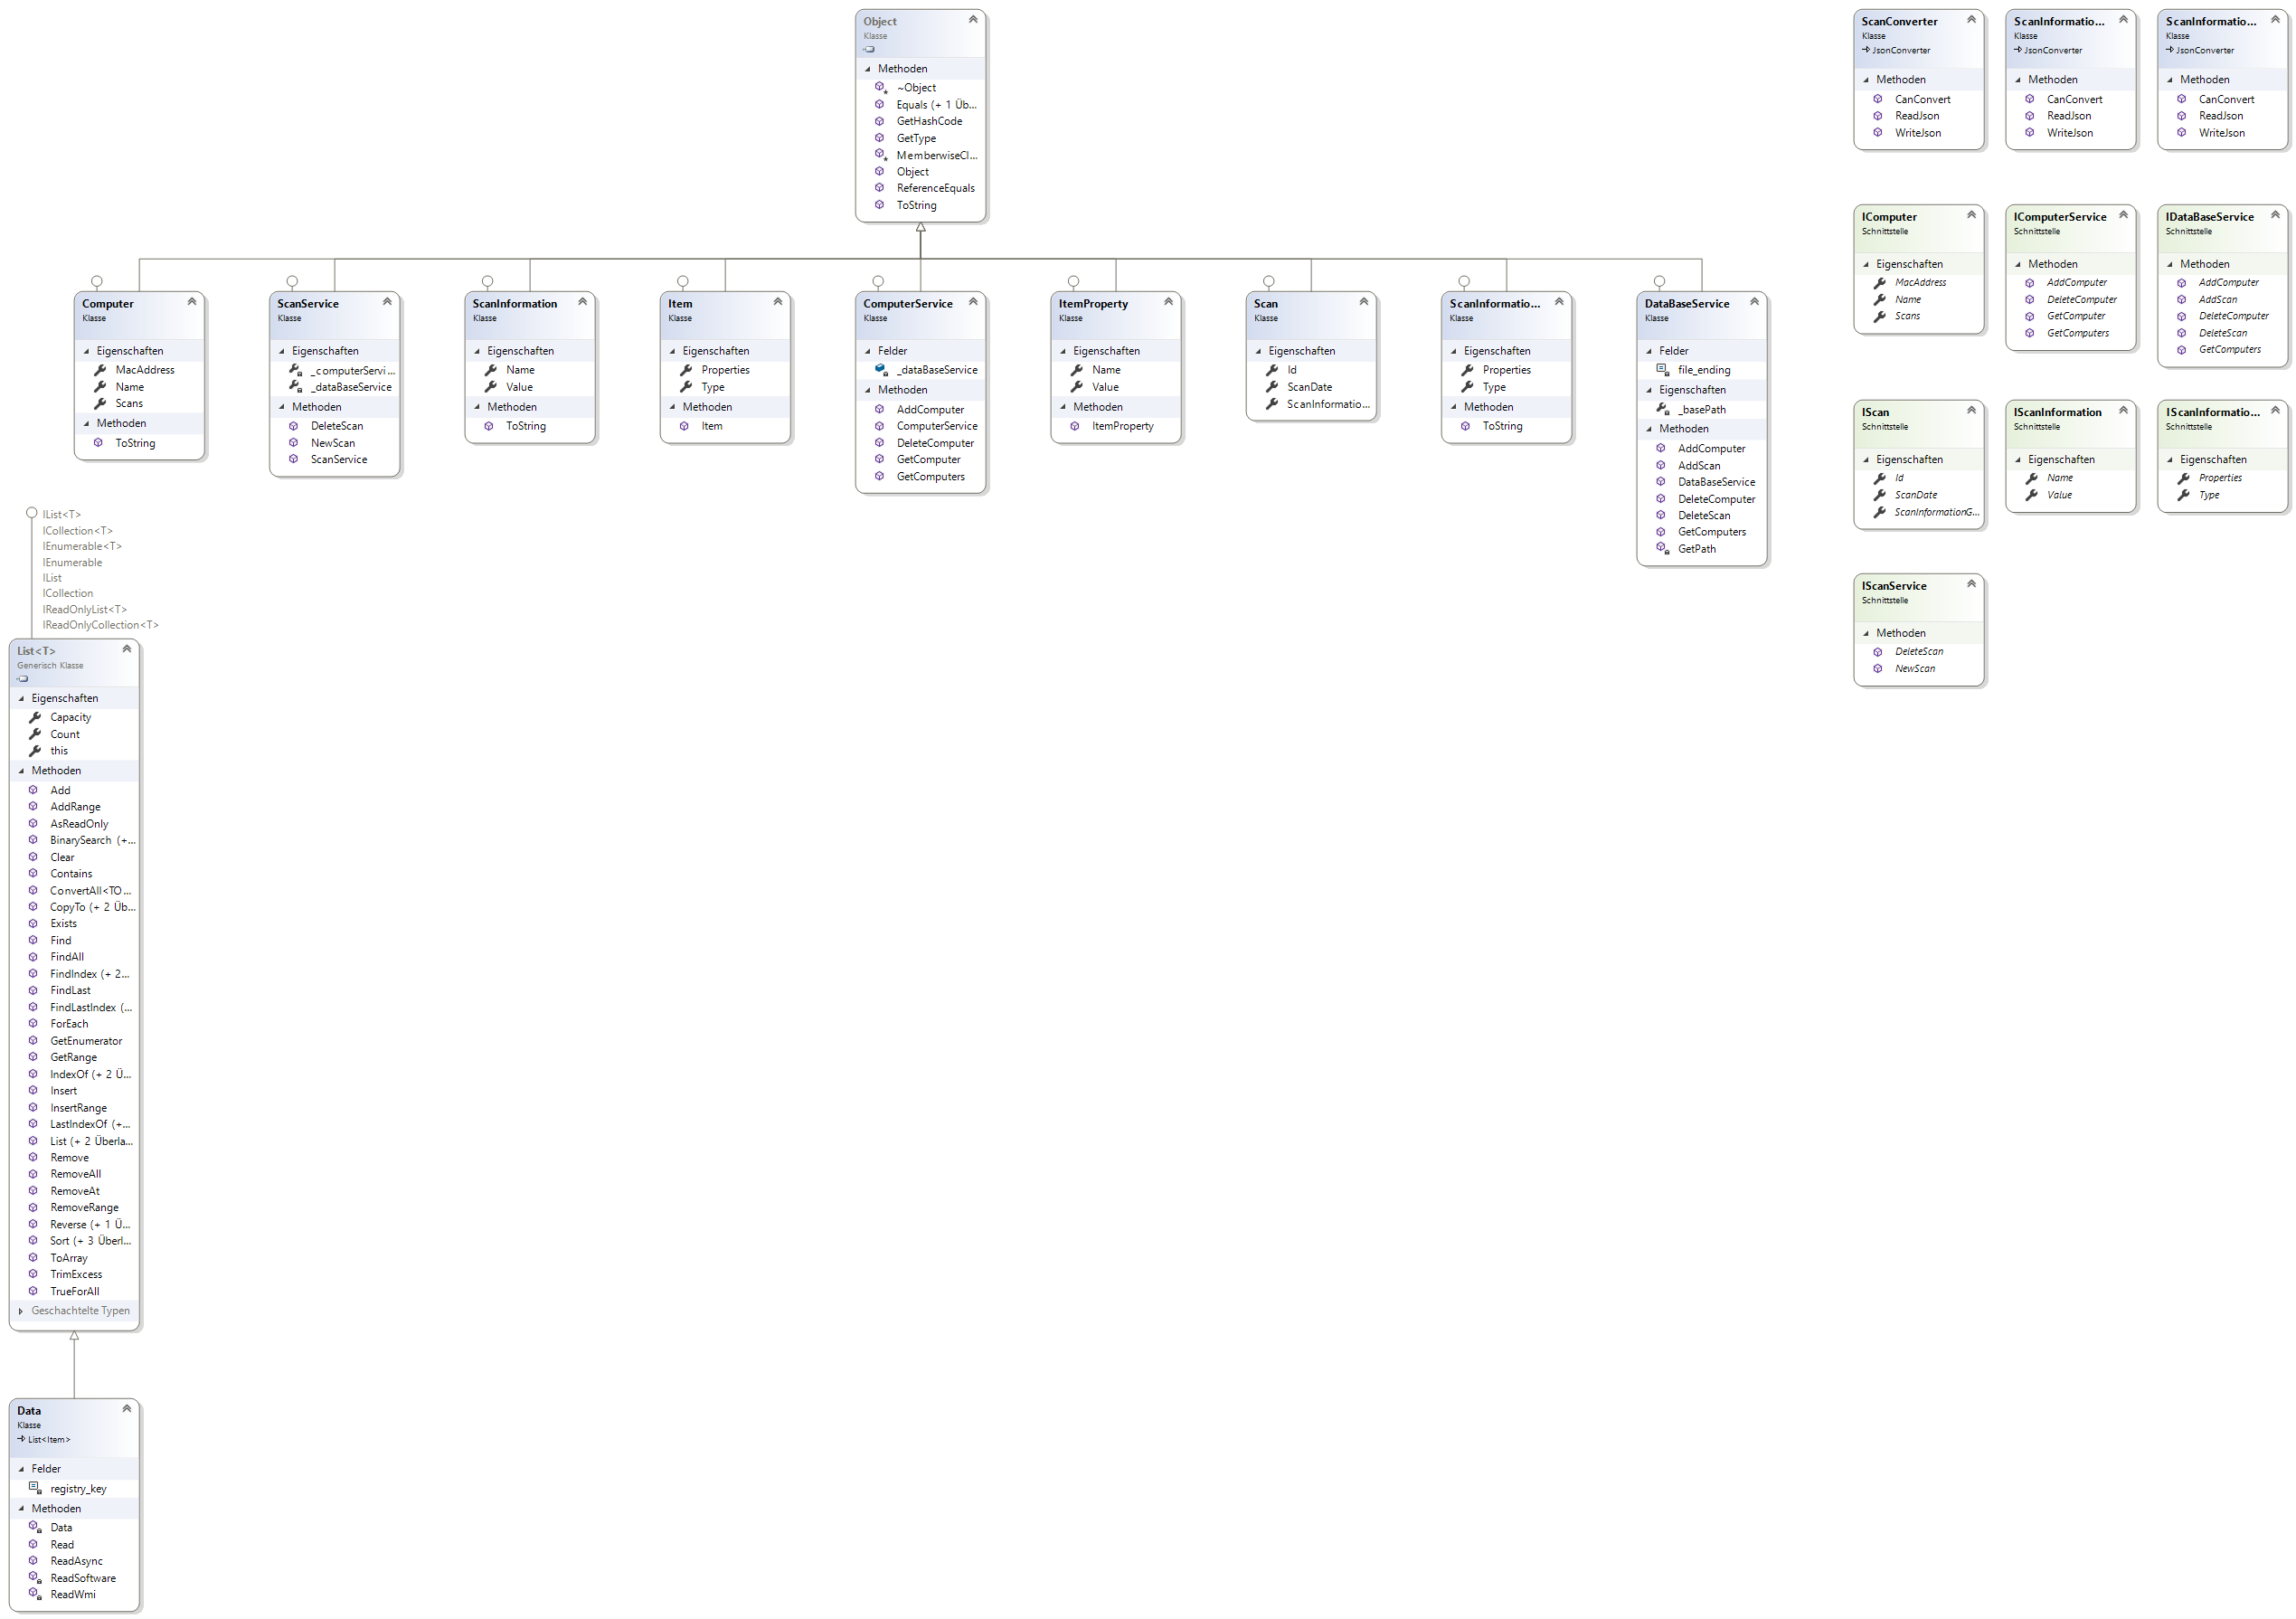 Object
Klasse
Methoden
~Object
Equals (+ 1 Üb...
GetHashCode
GetType
MemberwiseCl...
Object
ReferenceEquals
ToString
ScanConverter
Klasse
JsonConverter
Methoden
CanConvert
ReadJson
WriteJson
ScanInformatio...
Klasse
JsonConverter
Methoden
CanConvert
ReadJson
WriteJson
ScanInformatio...
Klasse
JsonConverter
Methoden
CanConvert
ReadJson
WriteJson
IComputer
Schnittstelle
Eigenschaften
MacAddress
Name
Scans
IComputerService
Schnittstelle
Methoden
AddComputer
DeleteComputer
GetComputer
GetComputers
IDataBaseService
Schnittstelle
Methoden
AddComputer
AddScan
DeleteComputer
DeleteScan
GetComputers
Computer
Klasse
Eigenschaften
MacAddress
Name
Scans
Methoden
ToString
ScanService
Klasse
Eigenschaften
_computerServi...
_dataBaseService
Methoden
DeleteScan
NewScan
ScanService
ScanInformation
Klasse
Eigenschaften
Name
Value
Methoden
ToString
Item
Klasse
Eigenschaften
Properties
Type
Methoden
Item
ComputerService
Klasse
Felder
_dataBaseService
Methoden
AddComputer
ComputerService
DeleteComputer
GetComputer
GetComputers
ItemProperty
Klasse
Eigenschaften
Name
Value
Methoden
ItemProperty
Scan
Klasse
Eigenschaften
Id
ScanDate
ScanInformatio...
ScanInformatio...
Klasse
Eigenschaften
Properties
Type
Methoden
ToString
DataBaseService
Klasse
Felder
file_ending
Eigenschaften
_basePath
Methoden
AddComputer
AddScan
DataBaseService
DeleteComputer
DeleteScan
GetComputers
GetPath
IScan
Schnittstelle
Eigenschaften
Id
ScanDate
ScanInformationG...
IScanInformation
Schnittstelle
Eigenschaften
Name
Value
IScanInformatio...
Schnittstelle
Eigenschaften
Properties
Type
IScanService
Schnittstelle
Methoden
DeleteScan
NewScan
IList<T>
ICollection<T>
IEnumerable<T>
IEnumerable
IList
ICollection
IReadOnlyList<T>
IReadOnlyCollection<T>
List<T>
Generisch Klasse
Eigenschaften
Capacity
Count
this
Methoden
Add
AddRange
AsReadOnly
BinarySearch (+...
Clear
Contains
ConvertAll<TO...
CopyTo (+ 2 Üb...
Exists
Find
FindAll
FindIndex (+ 2...
FindLast
FindLastIndex (...
ForEach
GetEnumerator
GetRange
IndexOf (+ 2 Ü...
Insert
InsertRange
LastIndexOf (+...
List (+ 2 Überla...
Remove
RemoveAll
RemoveAt
RemoveRange
Reverse (+ 1 Ü...
Sort (+ 3 Überl...
ToArray
TrimExcess
TrueForAll
Geschachtelte Typen
Data
Klasse
List<Item>
Felder
registry_key
Methoden
Data
Read
ReadAsync
ReadSoftware
ReadWmi